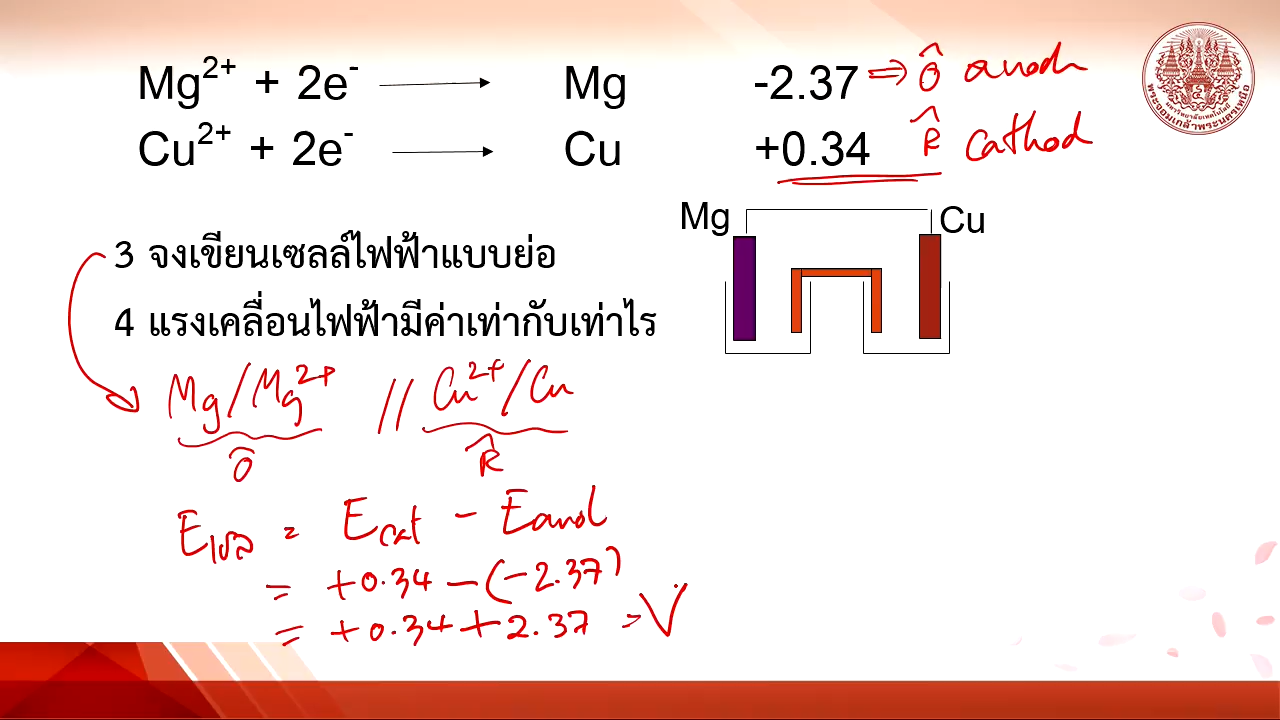 Mg2+ + 2e- → Mg -2.37 ⇒ O anode
Cu2+ + 2e- → Cu +0.34 R cathod
Mg Cu
3 จงเขียนเซลล์ไฟฟ้าแบบย่อ
4 แรงเคลื่อนไฟฟ้ามีค่าเท่ากับเท่าไร
Mg/Mg2+ // Cu2+/Cu
O R
Eเซล = Ecat - Eanod
= +0.34 - (-2.37)
= +0.34 + 2.37 = V